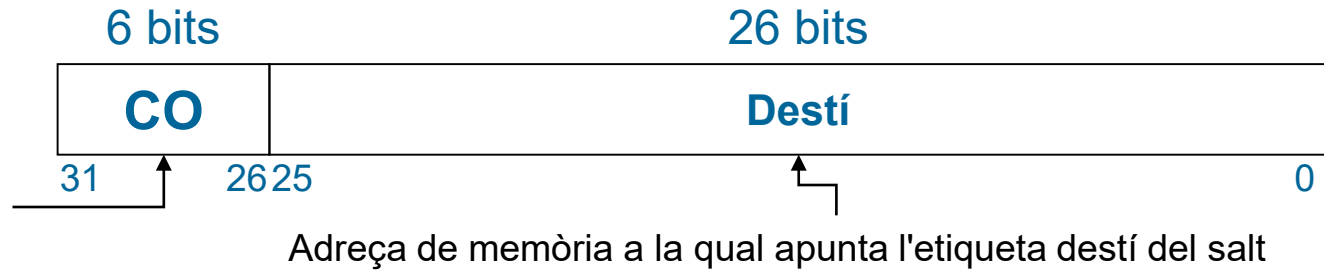 6 bits 26 bits
CO Destí
31 26 25 0
Adreça de memòria a la qual apunta l'etiqueta destí del salt